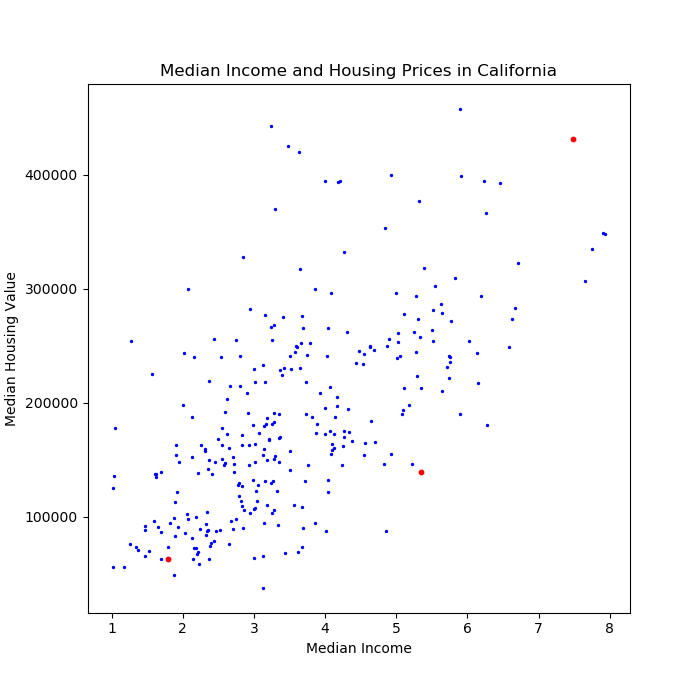 Median Income and Housing Prices in California
400000
300000
200000
100000
Median Housing Value
1 2 3 4 5 6 7 8
Median Income